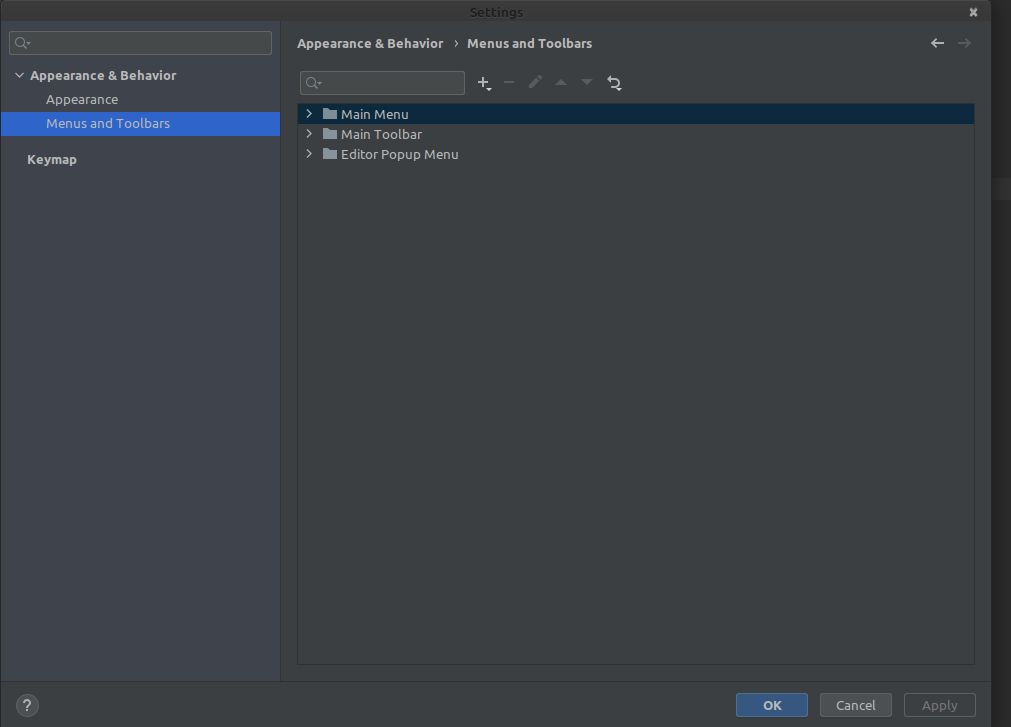 Settings
Appearance & Behavior
Appearance
Menus and Toolbars
Keymap
Appearance & Behavior › Menus and Toolbars
Main Menu
Main Toolbar
Editor Popup Menu
?
OK
Cancel
Apply